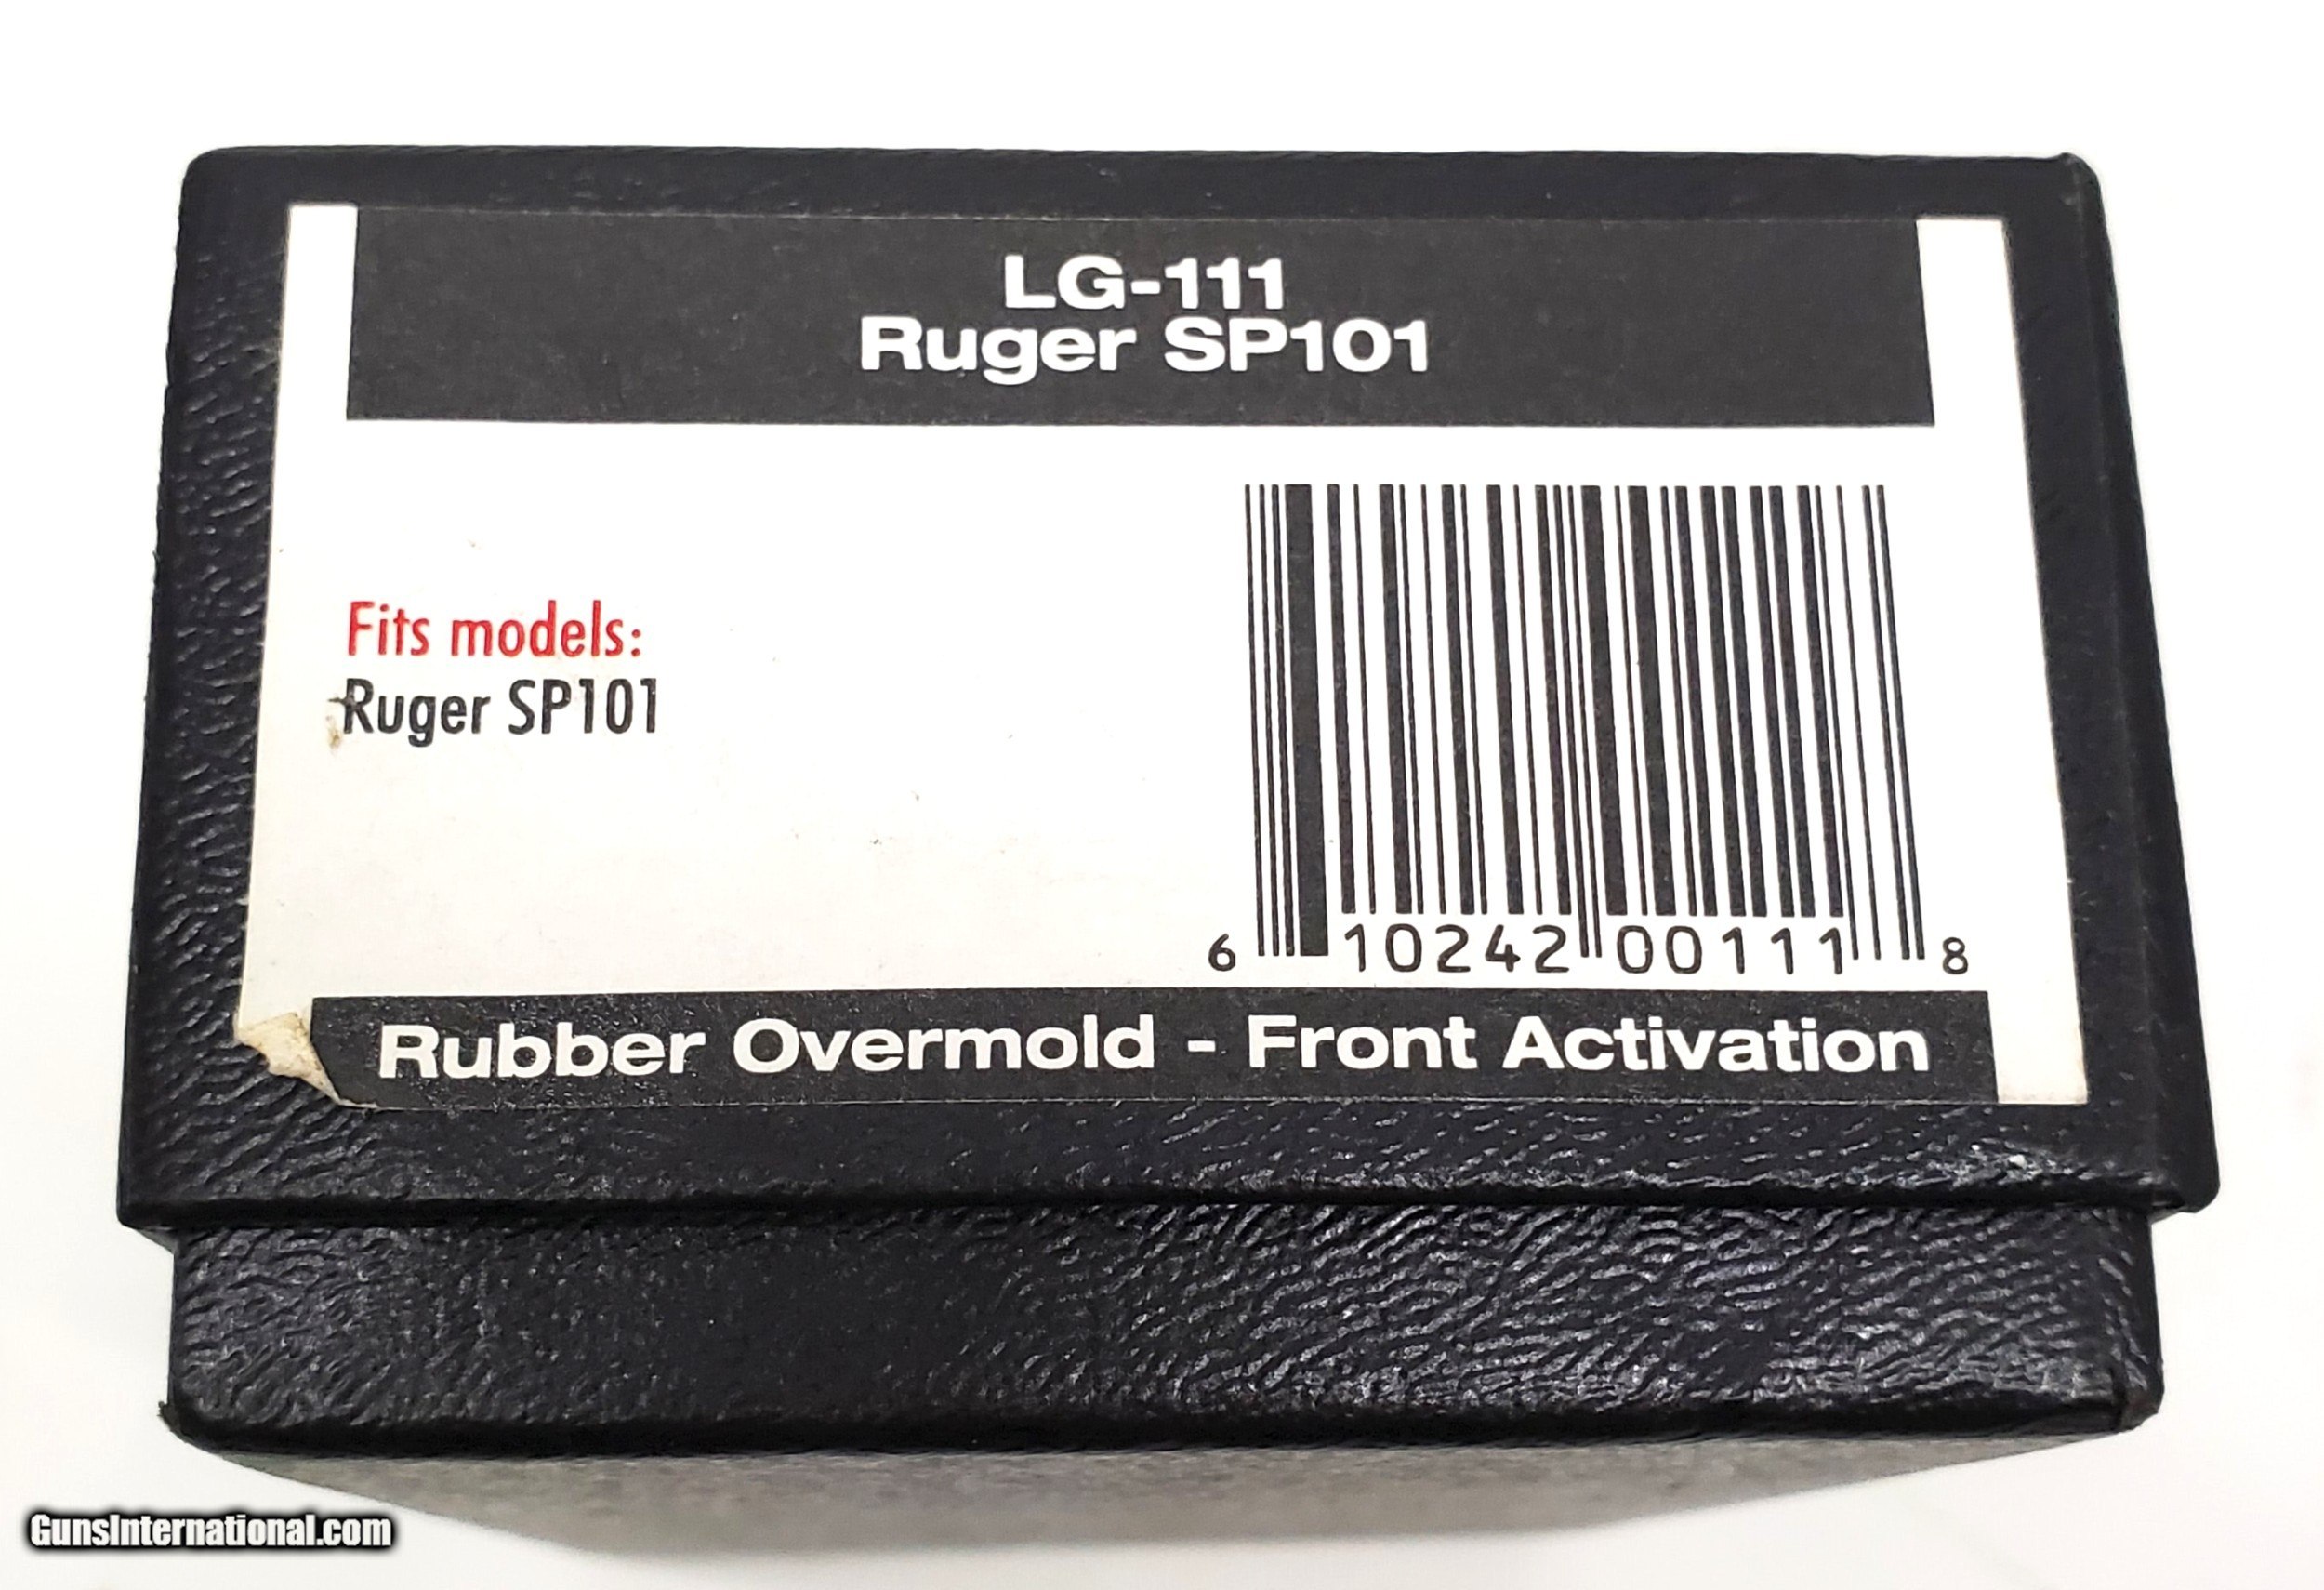 LG-111
Ruger SP101
Fits models:
Ruger SP101
6 10242 00111 8
Rubber Overmold - Front Activation
GunsInternational.com